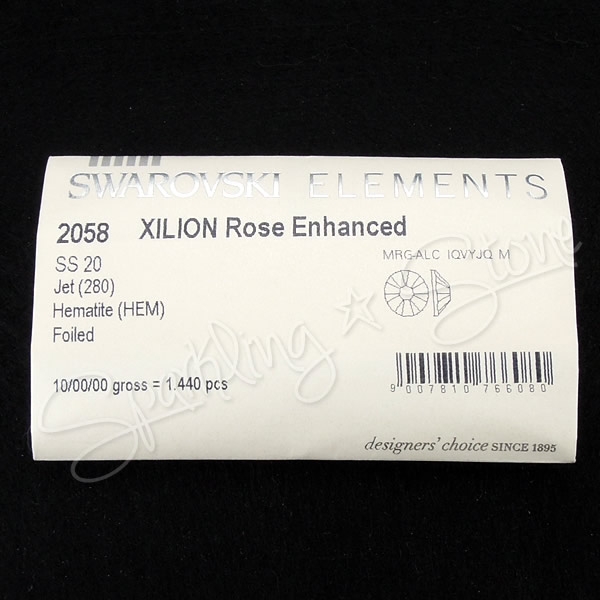 SWAROVSKI ELEMENTS
2058 XILION Rose Enhanced
MRG-ALC IQVYJQ M
SS 20
Jet (280)
Hematite (HEM)
Foiled
10/00/00 gross = 1.440 pcs
9 007810 766080
designers' choice SINCE 1895
Sparkling ☆ Stone